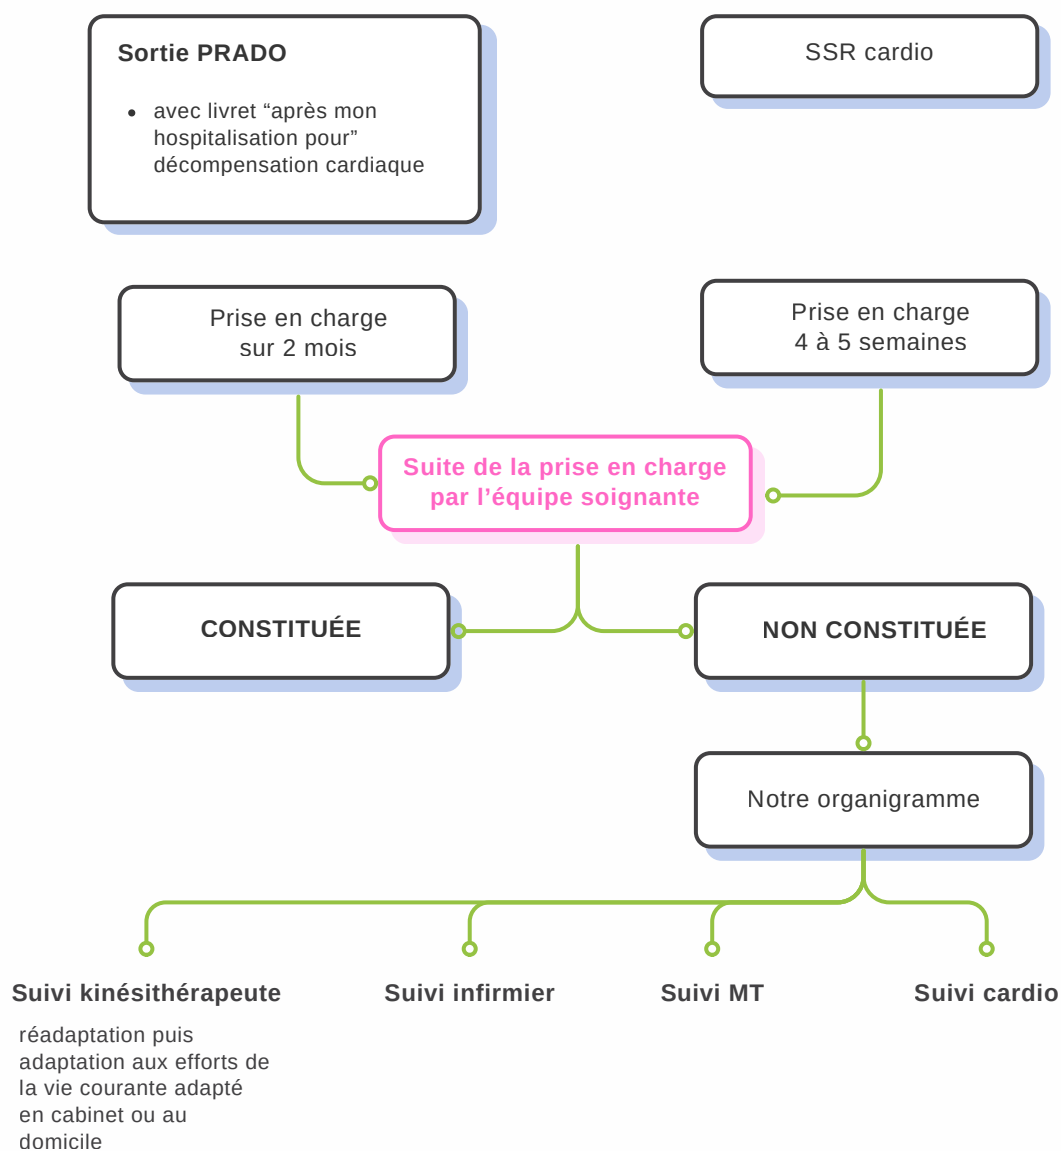 Sortie PRADO
• avec livret “après mon
hospitalisation pour”
décompensation cardiaque
SSR cardio
Prise en charge
sur 2 mois
Prise en charge
4 à 5 semaines
Suite de la prise en charge
par l’équipe soignante
CONSTITUÉE
NON CONSTITUÉE
Notre organigramme
Suivi kinésithérapeute
réadaptation puis
adaptation aux efforts de
la vie courante adapté
en cabinet ou au
domicile
Suivi infirmier
Suivi MT
Suivi cardio